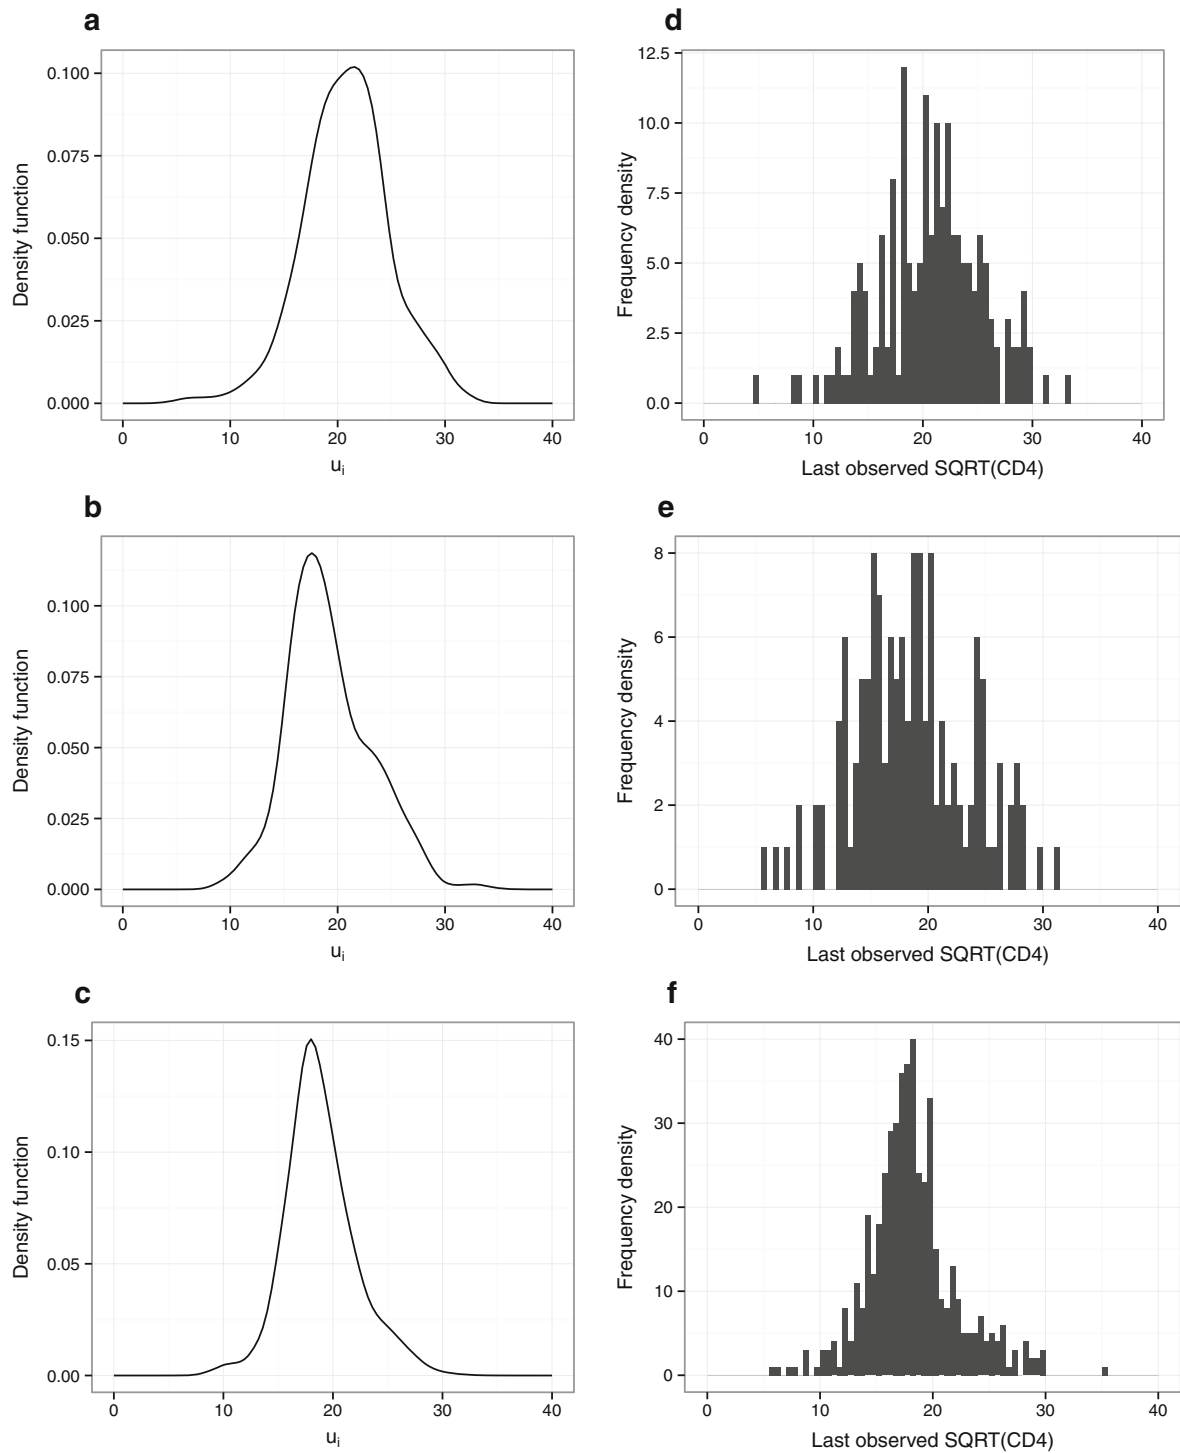 a
Density function
0.100
0.075
0.050
0.025
0.000
0 10 20 30 40
u_i
d
Frequency density
12.5
10.0
7.5
5.0
2.5
0.0
0 10 20 30 40
Last observed SQRT(CD4)
b
Density function
0.100
0.075
0.050
0.025
0.000
0 10 20 30 40
u_i
e
Frequency density
8
6
4
2
0
0 10 20 30 40
Last observed SQRT(CD4)
c
Density function
0.15
0.10
0.05
0.00
0 10 20 30 40
u_i
f
Frequency density
40
30
20
10
0
0 10 20 30 40
Last observed SQRT(CD4)